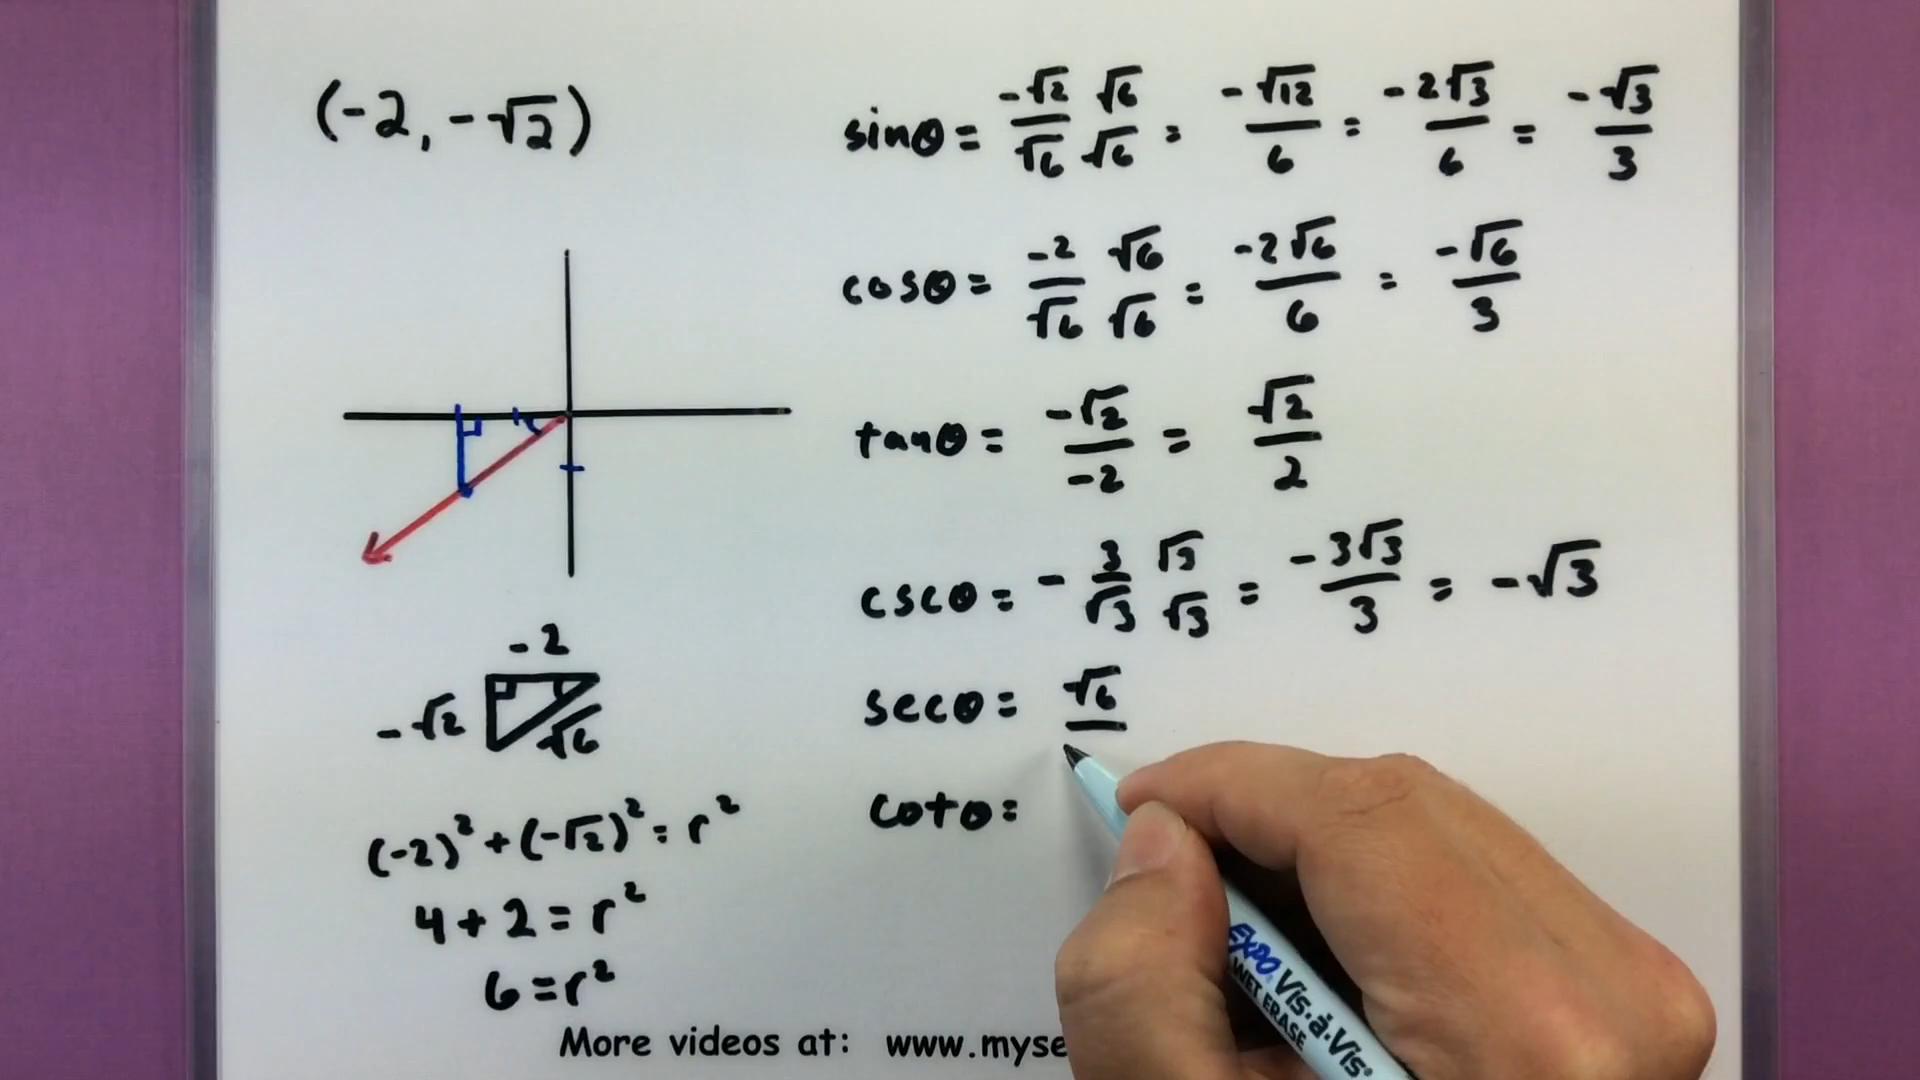 (-2, -√2)
sinθ = -√2/√6 √6/√6 = -√12/6 = -2√3/6 = -√3/3
cosθ = -2/√6 √6/√6 = -2√6/6 = -√6/3
tanθ = -√2/-2 = √2/2
cscθ = - 3/√3 √3/√3 = -3√3/3 = -√3
-2
-√2
√6
secθ = √6
cotθ =
(-2)² + (-√2)² = r²
4 + 2 = r²
6 = r²
More videos at: www.myse
EXPO Vis-à-Vis
WET ERASE